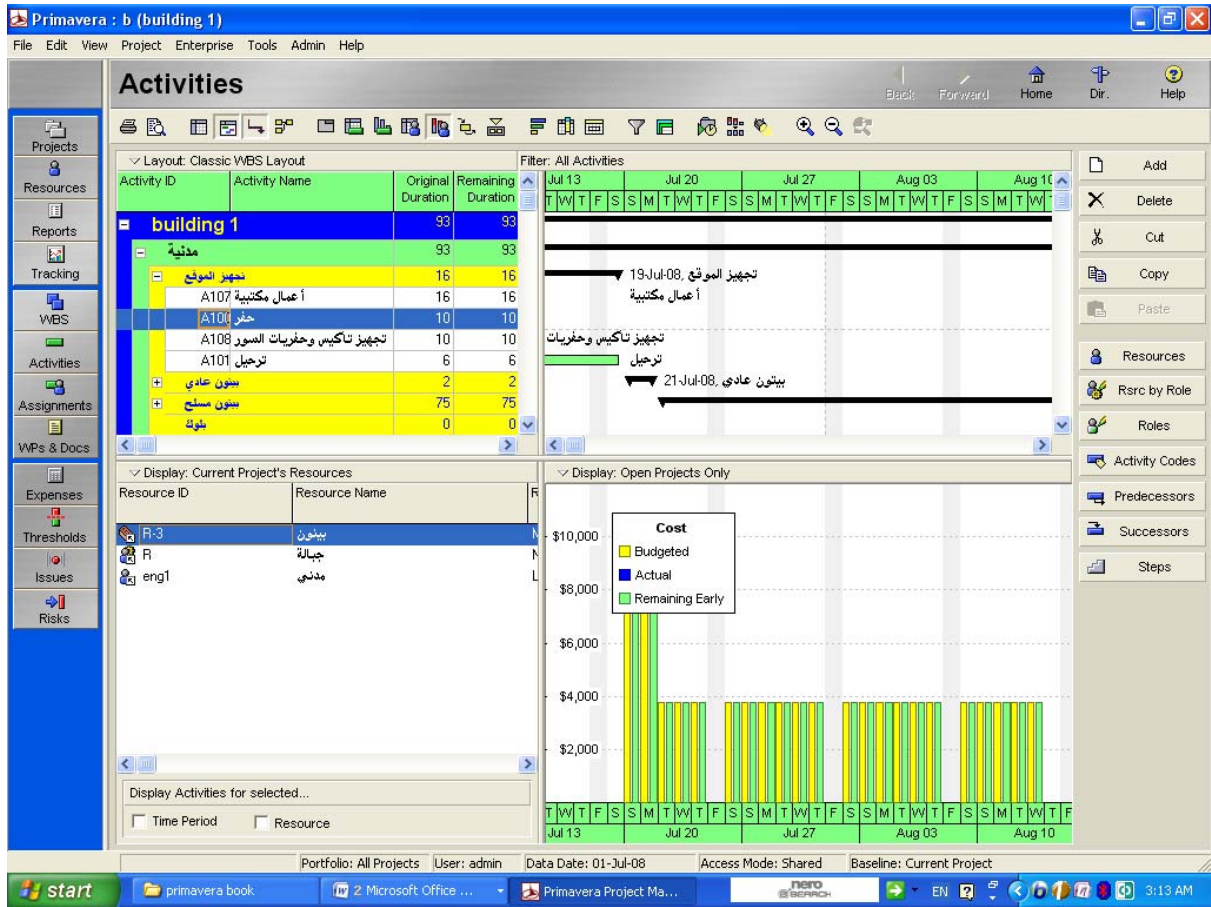 Primavera : b (building 1)
File Edit View Project Enterprise Tools Admin Help
Activities
Back Forward Home Dir. Help
Projects
Resources
Reports
Tracking
WBS
Activities
Assignments
WPs & Docs
Expenses
Thresholds
Issues
Risks
Layout: Classic WBS Layout Filter: All Activities
Activity ID Activity Name Original Duration Remaining Duration
Jul 13 Jul 20 Jul 27 Aug 03 Aug 10
T W T F S S M T W T F S S M T W T F S S M T W T F S S M T W
building 1 93 93
مدنية 93 93
تجهيز الموقع 16 16
A107 أعمال مكتبية 16 16
A100 حفر 10 10
A108 تجهيز تاكيس وحفريات السور 10 10
A101 ترحيل 6 6
بيتون عادي 2 2
بيتون مسلح 75 75
بلوك 0 0
تجهيز الموقع ,19-Jul-08
أعمال مكتبية
تجهيز تاكيس وحفريات
ترحيل
بيتون عادي ,21-Jul-08
Display: Current Project's Resources
Resource ID Resource Name
R-3 بيتون
R جبالة
eng1 مدني
Display Activities for selected...
Time Period Resource
Display: Open Projects Only
Cost
Budgeted
Actual
Remaining Early
$10,000
$8,000
$6,000
$4,000
$2,000
T W T F S S M T W T F S S M T W T F S S M T W T F S S M T W T F
Jul 13 Jul 20 Jul 27 Aug 03 Aug 10
Add
Delete
Cut
Copy
Paste
Resources
Rsrc by Role
Roles
Activity Codes
Predecessors
Successors
Steps
Portfolio: All Projects User: admin Data Date: 01-Jul-08 Access Mode: Shared Baseline: Current Project
start primavera book 2 Microsoft Office ... Primavera Project Ma... nero SEARCH EN 3:13 AM